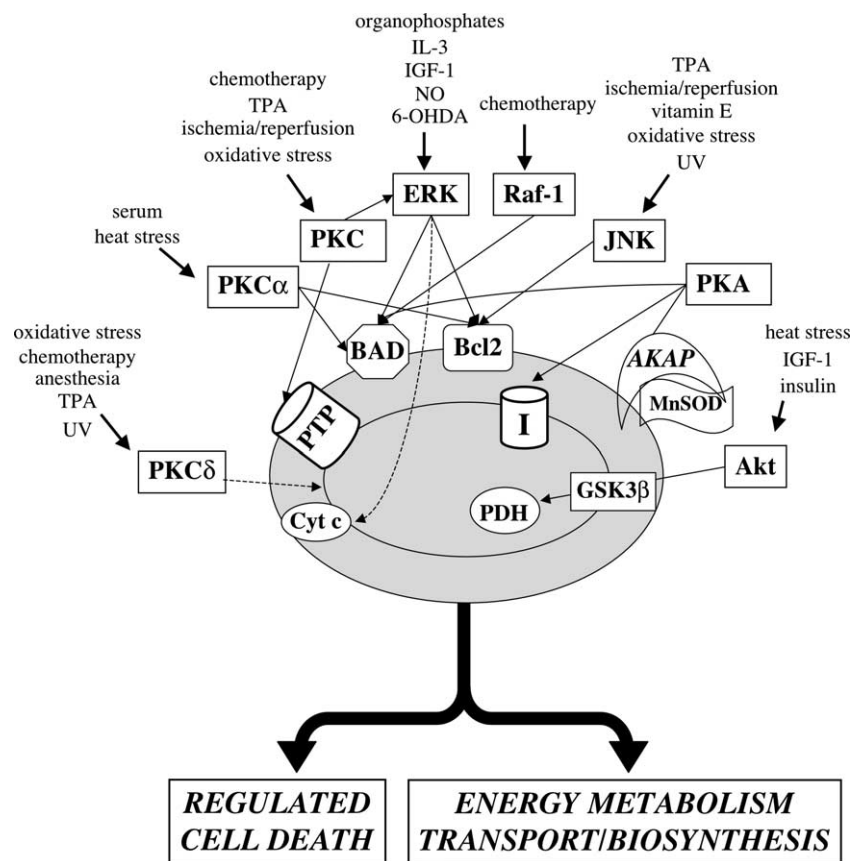 organophosphates
IL-3
IGF-1
NO
6-OHDA
chemotherapy
TPA
ischemia/reperfusion
oxidative stress
chemotherapy
TPA
ischemia/reperfusion
vitamin E
oxidative stress
UV
serum
heat stress
ERK
Raf-1
PKC
JNK
PKCα
PKA
oxidative stress
chemotherapy
anesthesia
TPA
UV
BAD
Bcl2
AKAP
MnSOD
heat stress
IGF-1
insulin
PTP
I
PKCδ
Akt
GSK3β
PDH
Cyt c
REGULATED
CELL DEATH
ENERGY METABOLISM
TRANSPORT/BIOSYNTHESIS